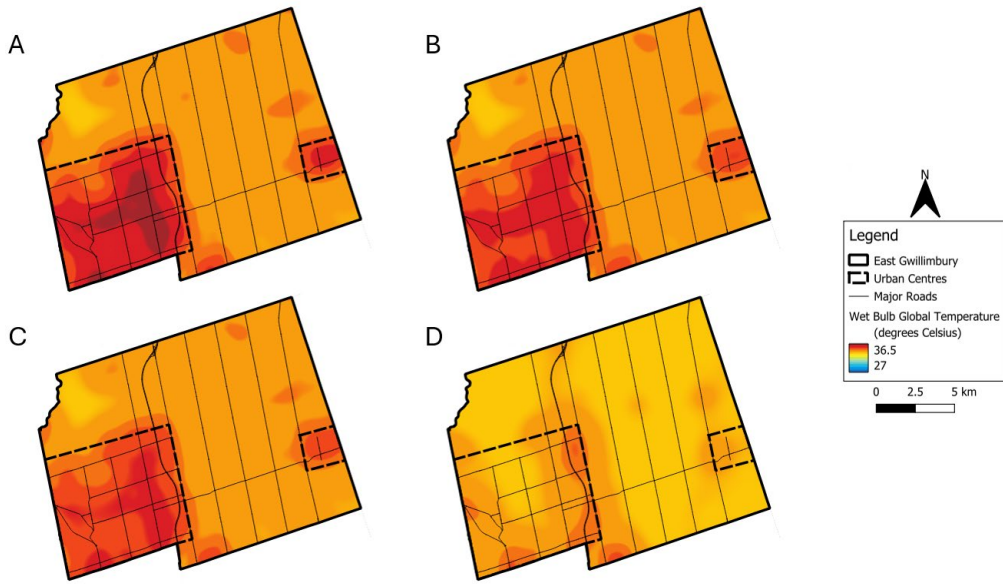 A
B
C
D
N
Legend
East Gwillimbury
Urban Centres
Major Roads
Wet Bulb Global Temperature
(degrees Celsius)
36.5
27
0 2.5 5 km